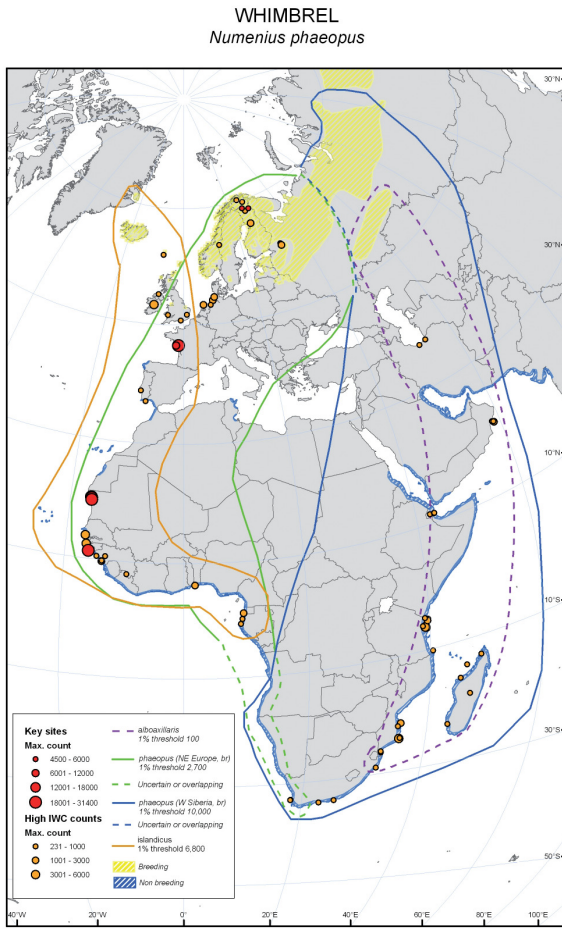 WHIMBREL
Numenius phaeopus
30°N
30°N
10°N
10°S
30°S
50°S
Key sites
Max. count
4500 - 6000
6001 - 12000
12001 - 18000
18001 - 31400
High IWC counts
Max. count
231 - 1000
1001 - 3000
3001 - 6000
alboaxillaris
1% threshold 100
phaeopus (NE Europe, br)
1% threshold 2,700
Uncertain or overlapping
phaeopus (W Siberia, br)
1% threshold 10,000
Uncertain or overlapping
islandicus
1% threshold 6,800
Breeding
Non breeding
40°W
20°W
0°
20°E
40°E
60°E
80°E